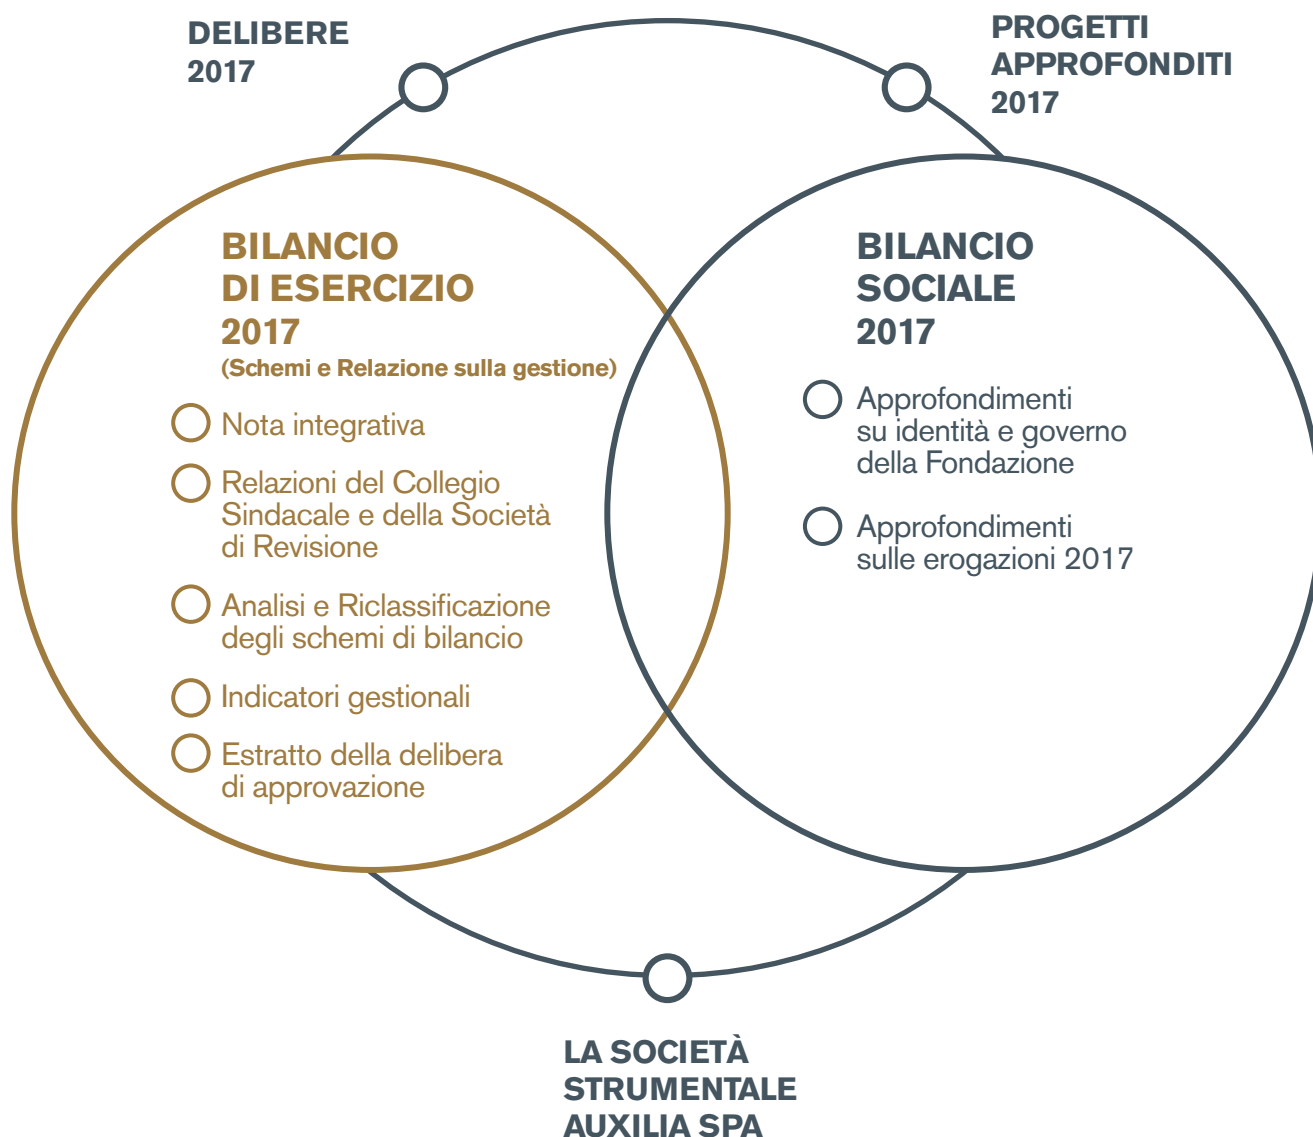 DELIBERE
2017
PROGETTI
APPROFONDITI
2017
BILANCIO
DI ESERCIZIO
2017
(Schemi e Relazione sulla gestione)
Nota integrativa
Relazioni del Collegio
Sindacale e della Società
di Revisione
Analisi e Riclassificazione
degli schemi di bilancio
Indicatori gestionali
Estratto della delibera
di approvazione
BILANCIO
SOCIALE
2017
Approfondimenti
su identità e governo
della Fondazione
Approfondimenti
sulle erogazioni 2017
LA SOCIETÀ
STRUMENTALE
AUXILIA SPA